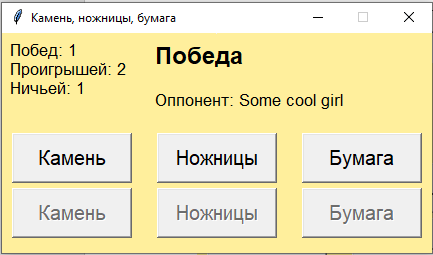 Камень, ножницы, бумага
Побед: 1
Проигрышей: 2
Ничьей: 1
Победа
Оппонент: Some cool girl
Камень Ножницы Бумага
Камень Ножницы Бумага